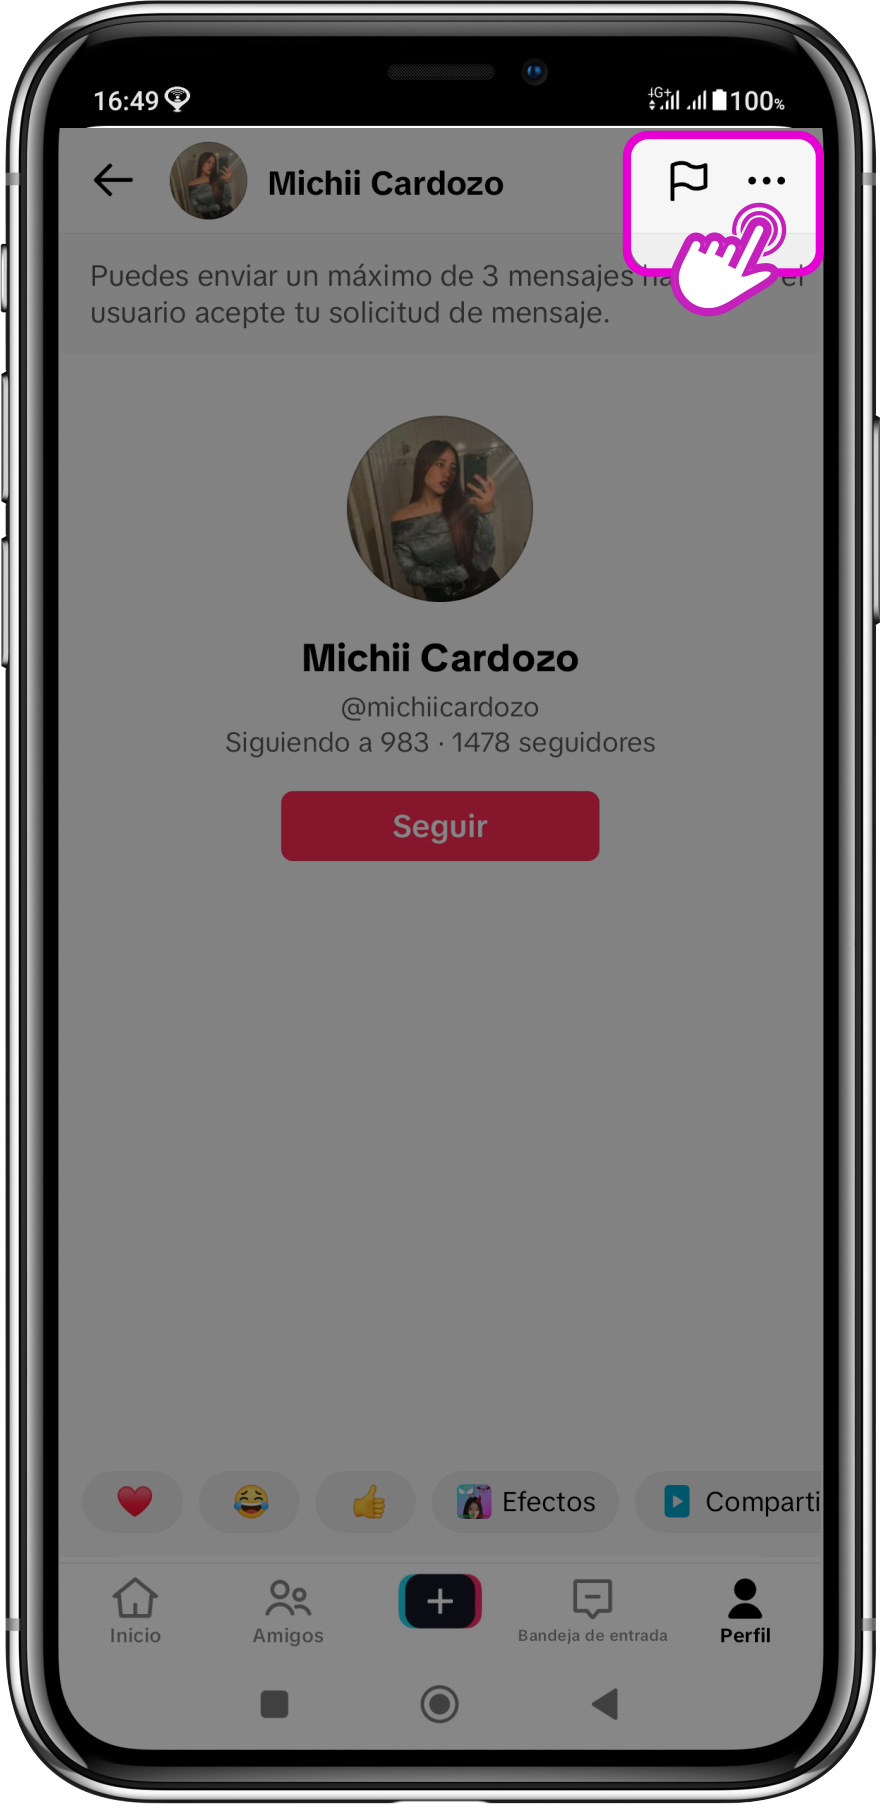 16:49 4G+ 100%
Michii Cardozo
Puedes enviar un máximo de 3 mensajes ha el
usuario acepte tu solicitud de mensaje.
Michii Cardozo
@michiicardozo
Siguiendo a 983 · 1478 seguidores
Seguir
Efectos Comparti
Inicio Amigos Bandeja de entrada Perfil